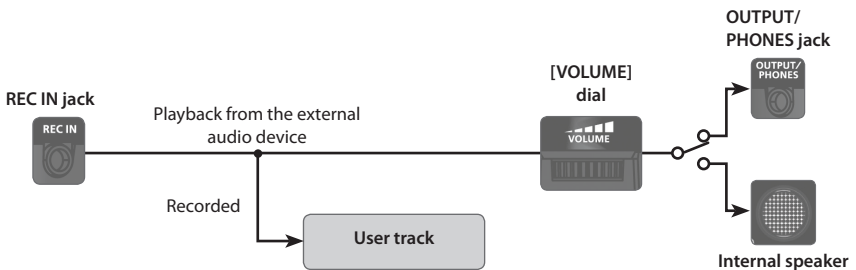 OUTPUT/
PHONES jack
OUTPUT/
PHONES
[VOLUME]
dial
VOLUME
REC IN jack
REC IN
Playback from the external
audio device
Recorded
User track
Internal speaker